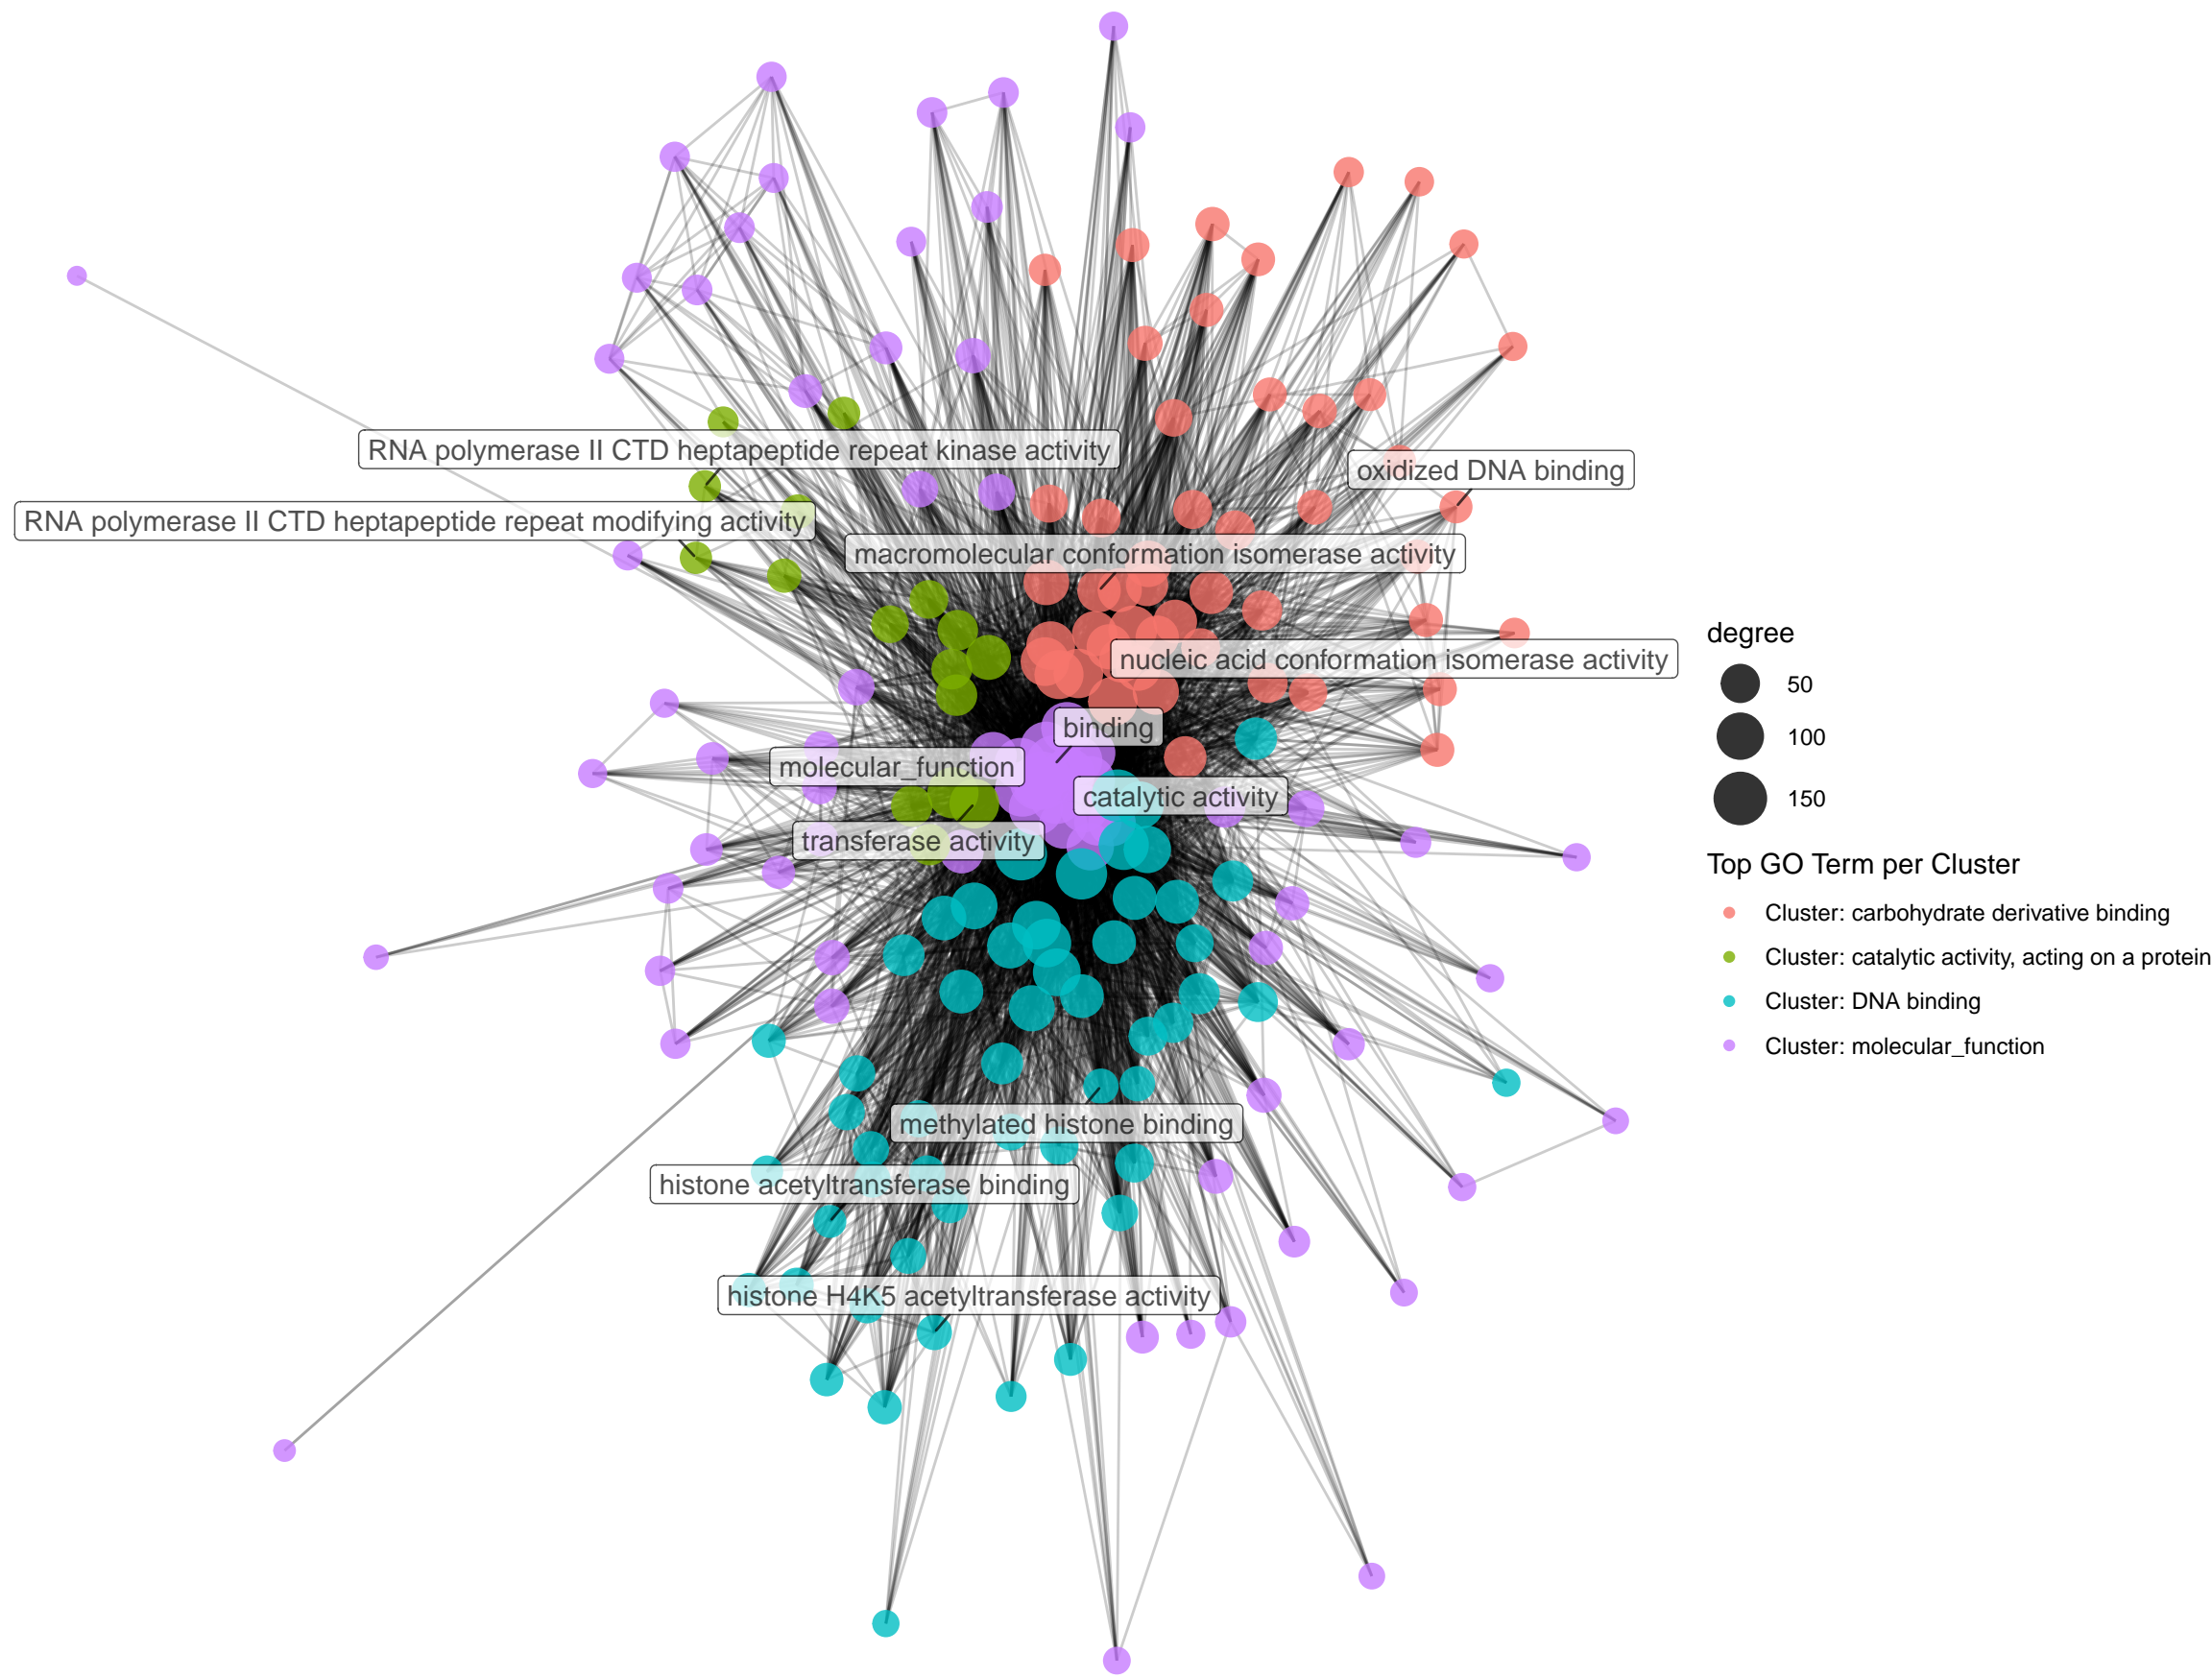 RNA polymerase II CTD heptapeptide repeat kinase activity
oxidized DNA binding
RNA polymerase II CTD heptapeptide repeat modifying activity
macromolecular conformation isomerase activity
nucleic acid conformation isomerase activity
binding
molecular_function
catalytic activity
transferase activity
methylated histone binding
histone acetyltransferase binding
histone H4K5 acetyltransferase activity
degree
50
100
150
Top GO Term per Cluster
Cluster: carbohydrate derivative binding
Cluster: catalytic activity, acting on a protein
Cluster: DNA binding
Cluster: molecular_function